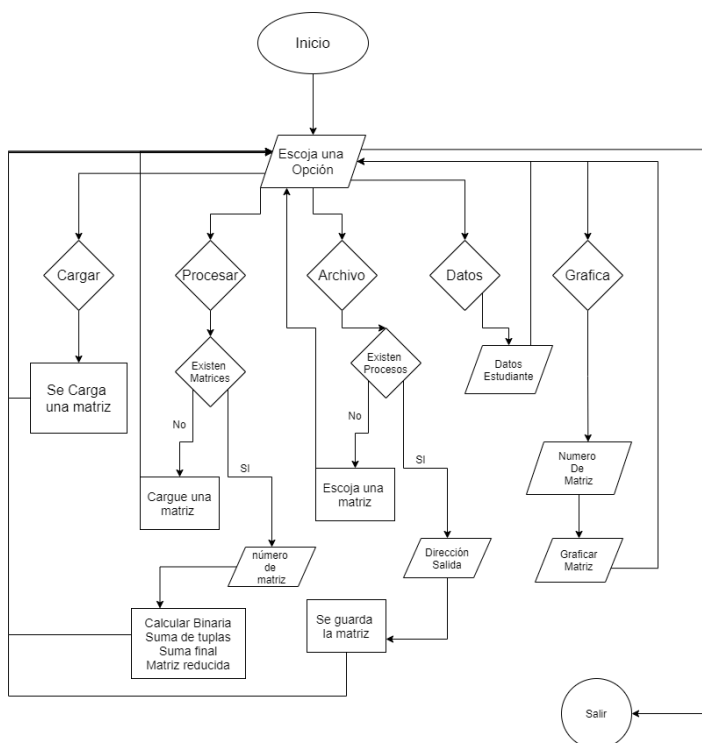 Inicio
Escoja una
Opción
Cargar
Procesar
Archivo
Datos
Grafica
Existen
Matrices
Existen
Procesos
Datos
Estudiante
Se Carga
una matriz
No
No
SI
SI
Numero
De
Matriz
Cargue una
matriz
Escoja una
matriz
número
de
matriz
Dirección
Salida
Graficar
Matriz
Calcular Binaria
Suma de tuplas
Suma final
Matriz reducida
Se guarda
la matriz
Salir